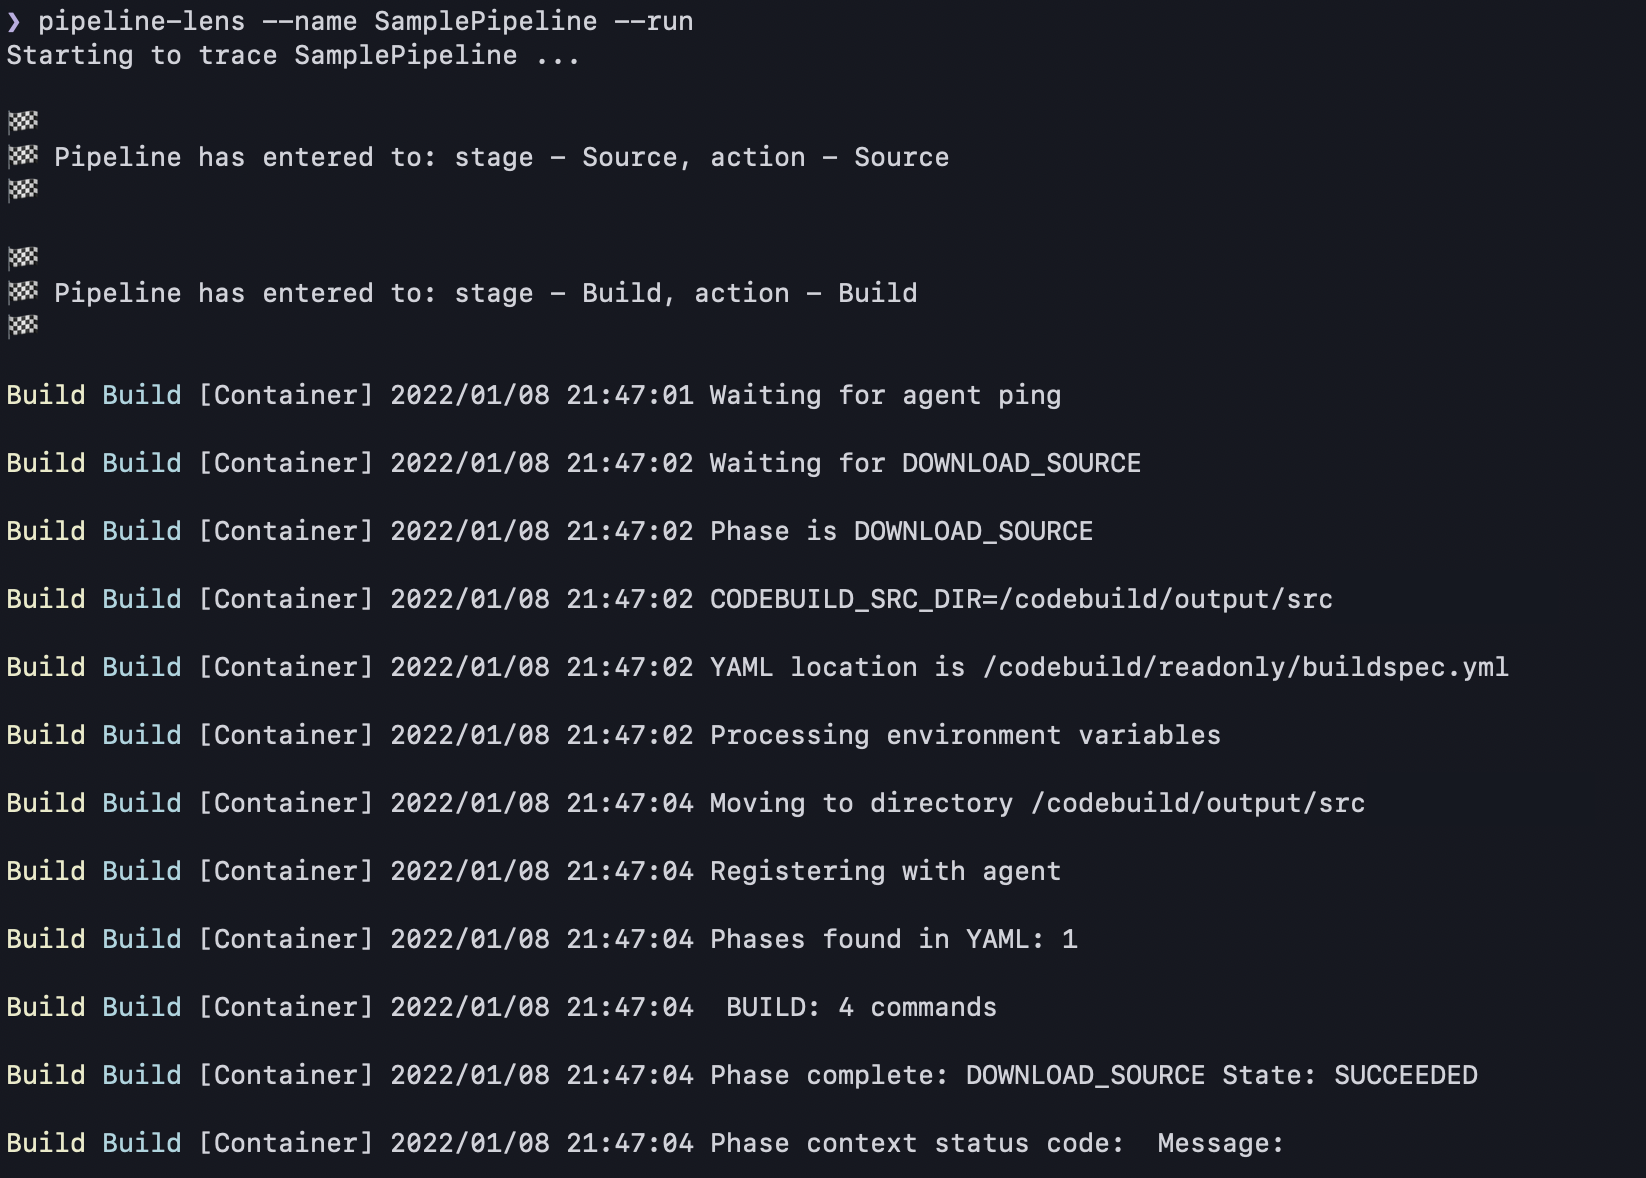 ❯ pipeline-lens --name SamplePipeline --run
Starting to trace SamplePipeline ...
🏁
🏁 Pipeline has entered to: stage – Source, action – Source
🏁
🏁
🏁 Pipeline has entered to: stage – Build, action – Build
🏁
Build Build [Container] 2022/01/08 21:47:01 Waiting for agent ping
Build Build [Container] 2022/01/08 21:47:02 Waiting for DOWNLOAD_SOURCE
Build Build [Container] 2022/01/08 21:47:02 Phase is DOWNLOAD_SOURCE
Build Build [Container] 2022/01/08 21:47:02 CODEBUILD_SRC_DIR=/codebuild/output/src
Build Build [Container] 2022/01/08 21:47:02 YAML location is /codebuild/readonly/buildspec.yml
Build Build [Container] 2022/01/08 21:47:02 Processing environment variables
Build Build [Container] 2022/01/08 21:47:04 Moving to directory /codebuild/output/src
Build Build [Container] 2022/01/08 21:47:04 Registering with agent
Build Build [Container] 2022/01/08 21:47:04 Phases found in YAML: 1
Build Build [Container] 2022/01/08 21:47:04  BUILD: 4 commands
Build Build [Container] 2022/01/08 21:47:04 Phase complete: DOWNLOAD_SOURCE State: SUCCEEDED
Build Build [Container] 2022/01/08 21:47:04 Phase context status code:  Message: